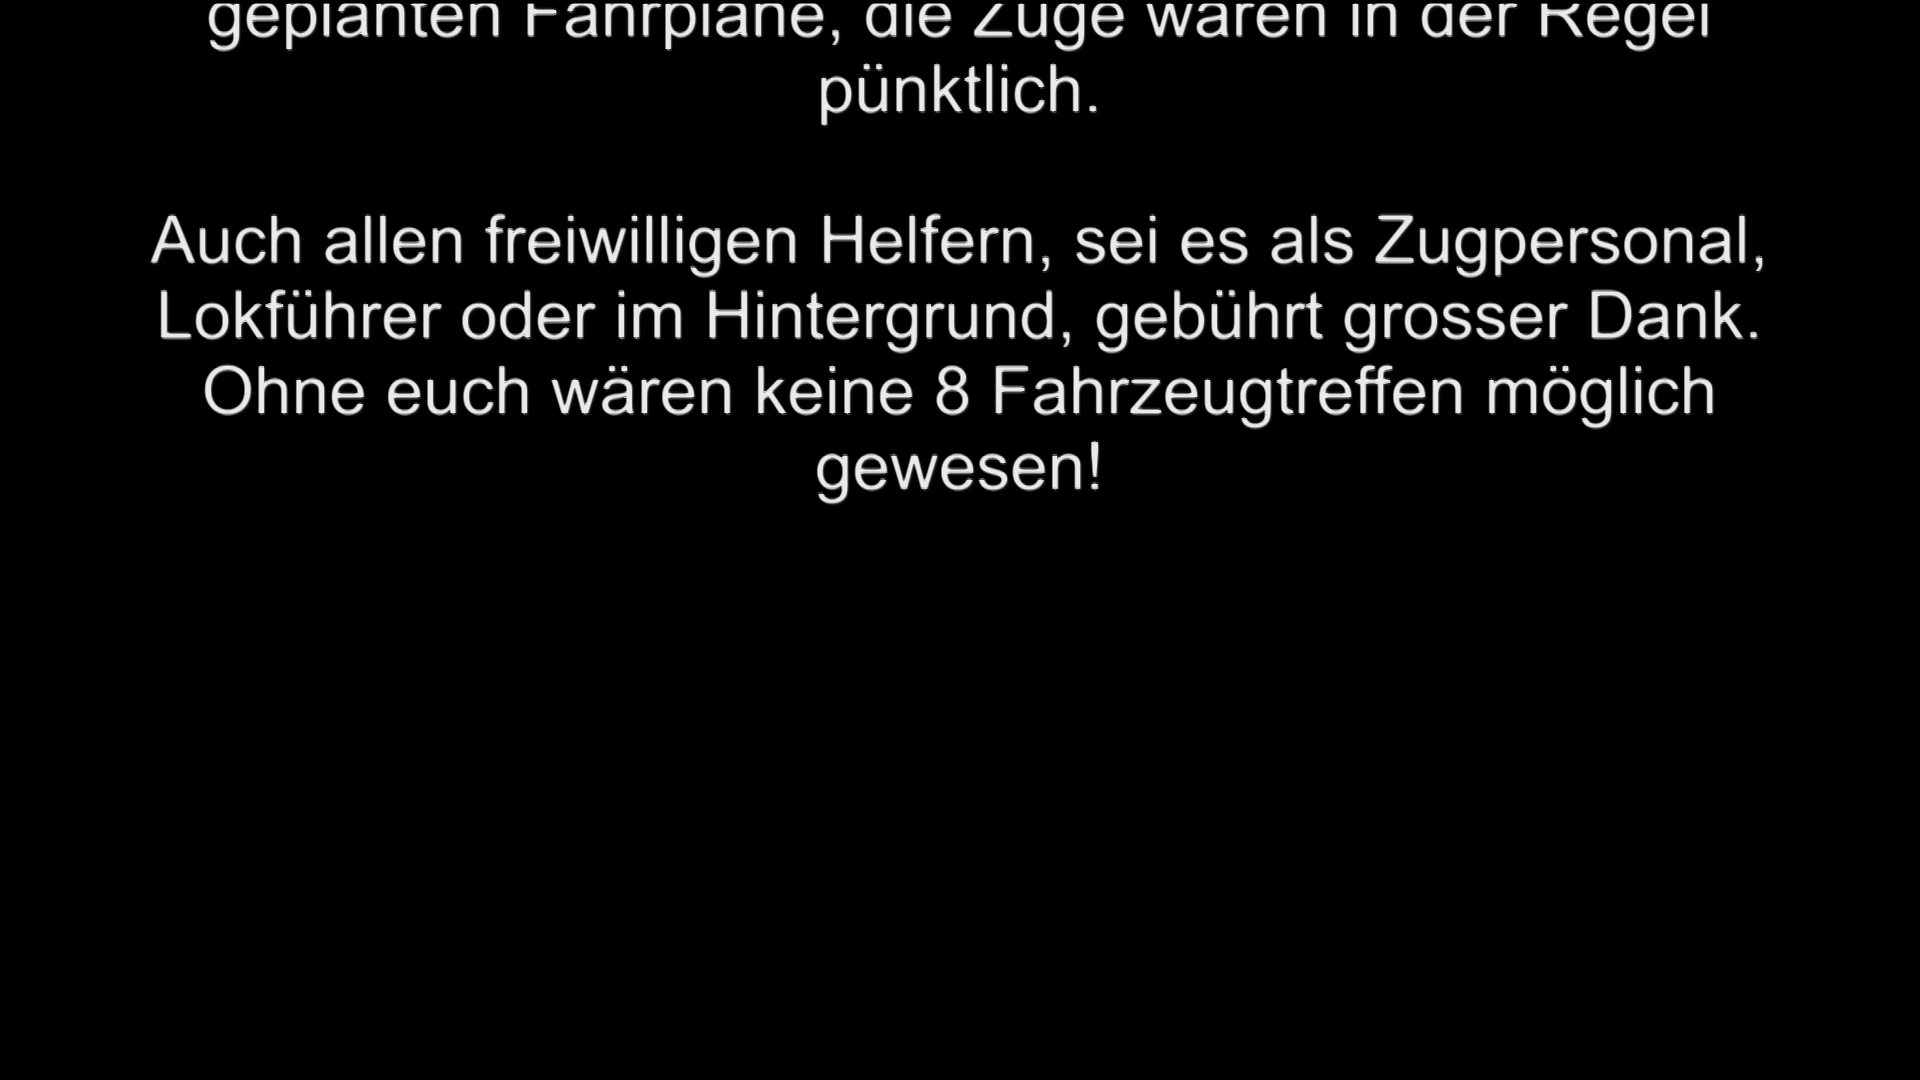 geplanten Fahrpläne, die Züge waren in der Regel
pünktlich.
Auch allen freiwilligen Helfern, sei es als Zugpersonal,
Lokführer oder im Hintergrund, gebührt grosser Dank.
Ohne euch wären keine 8 Fahrzeugtreffen möglich
gewesen!